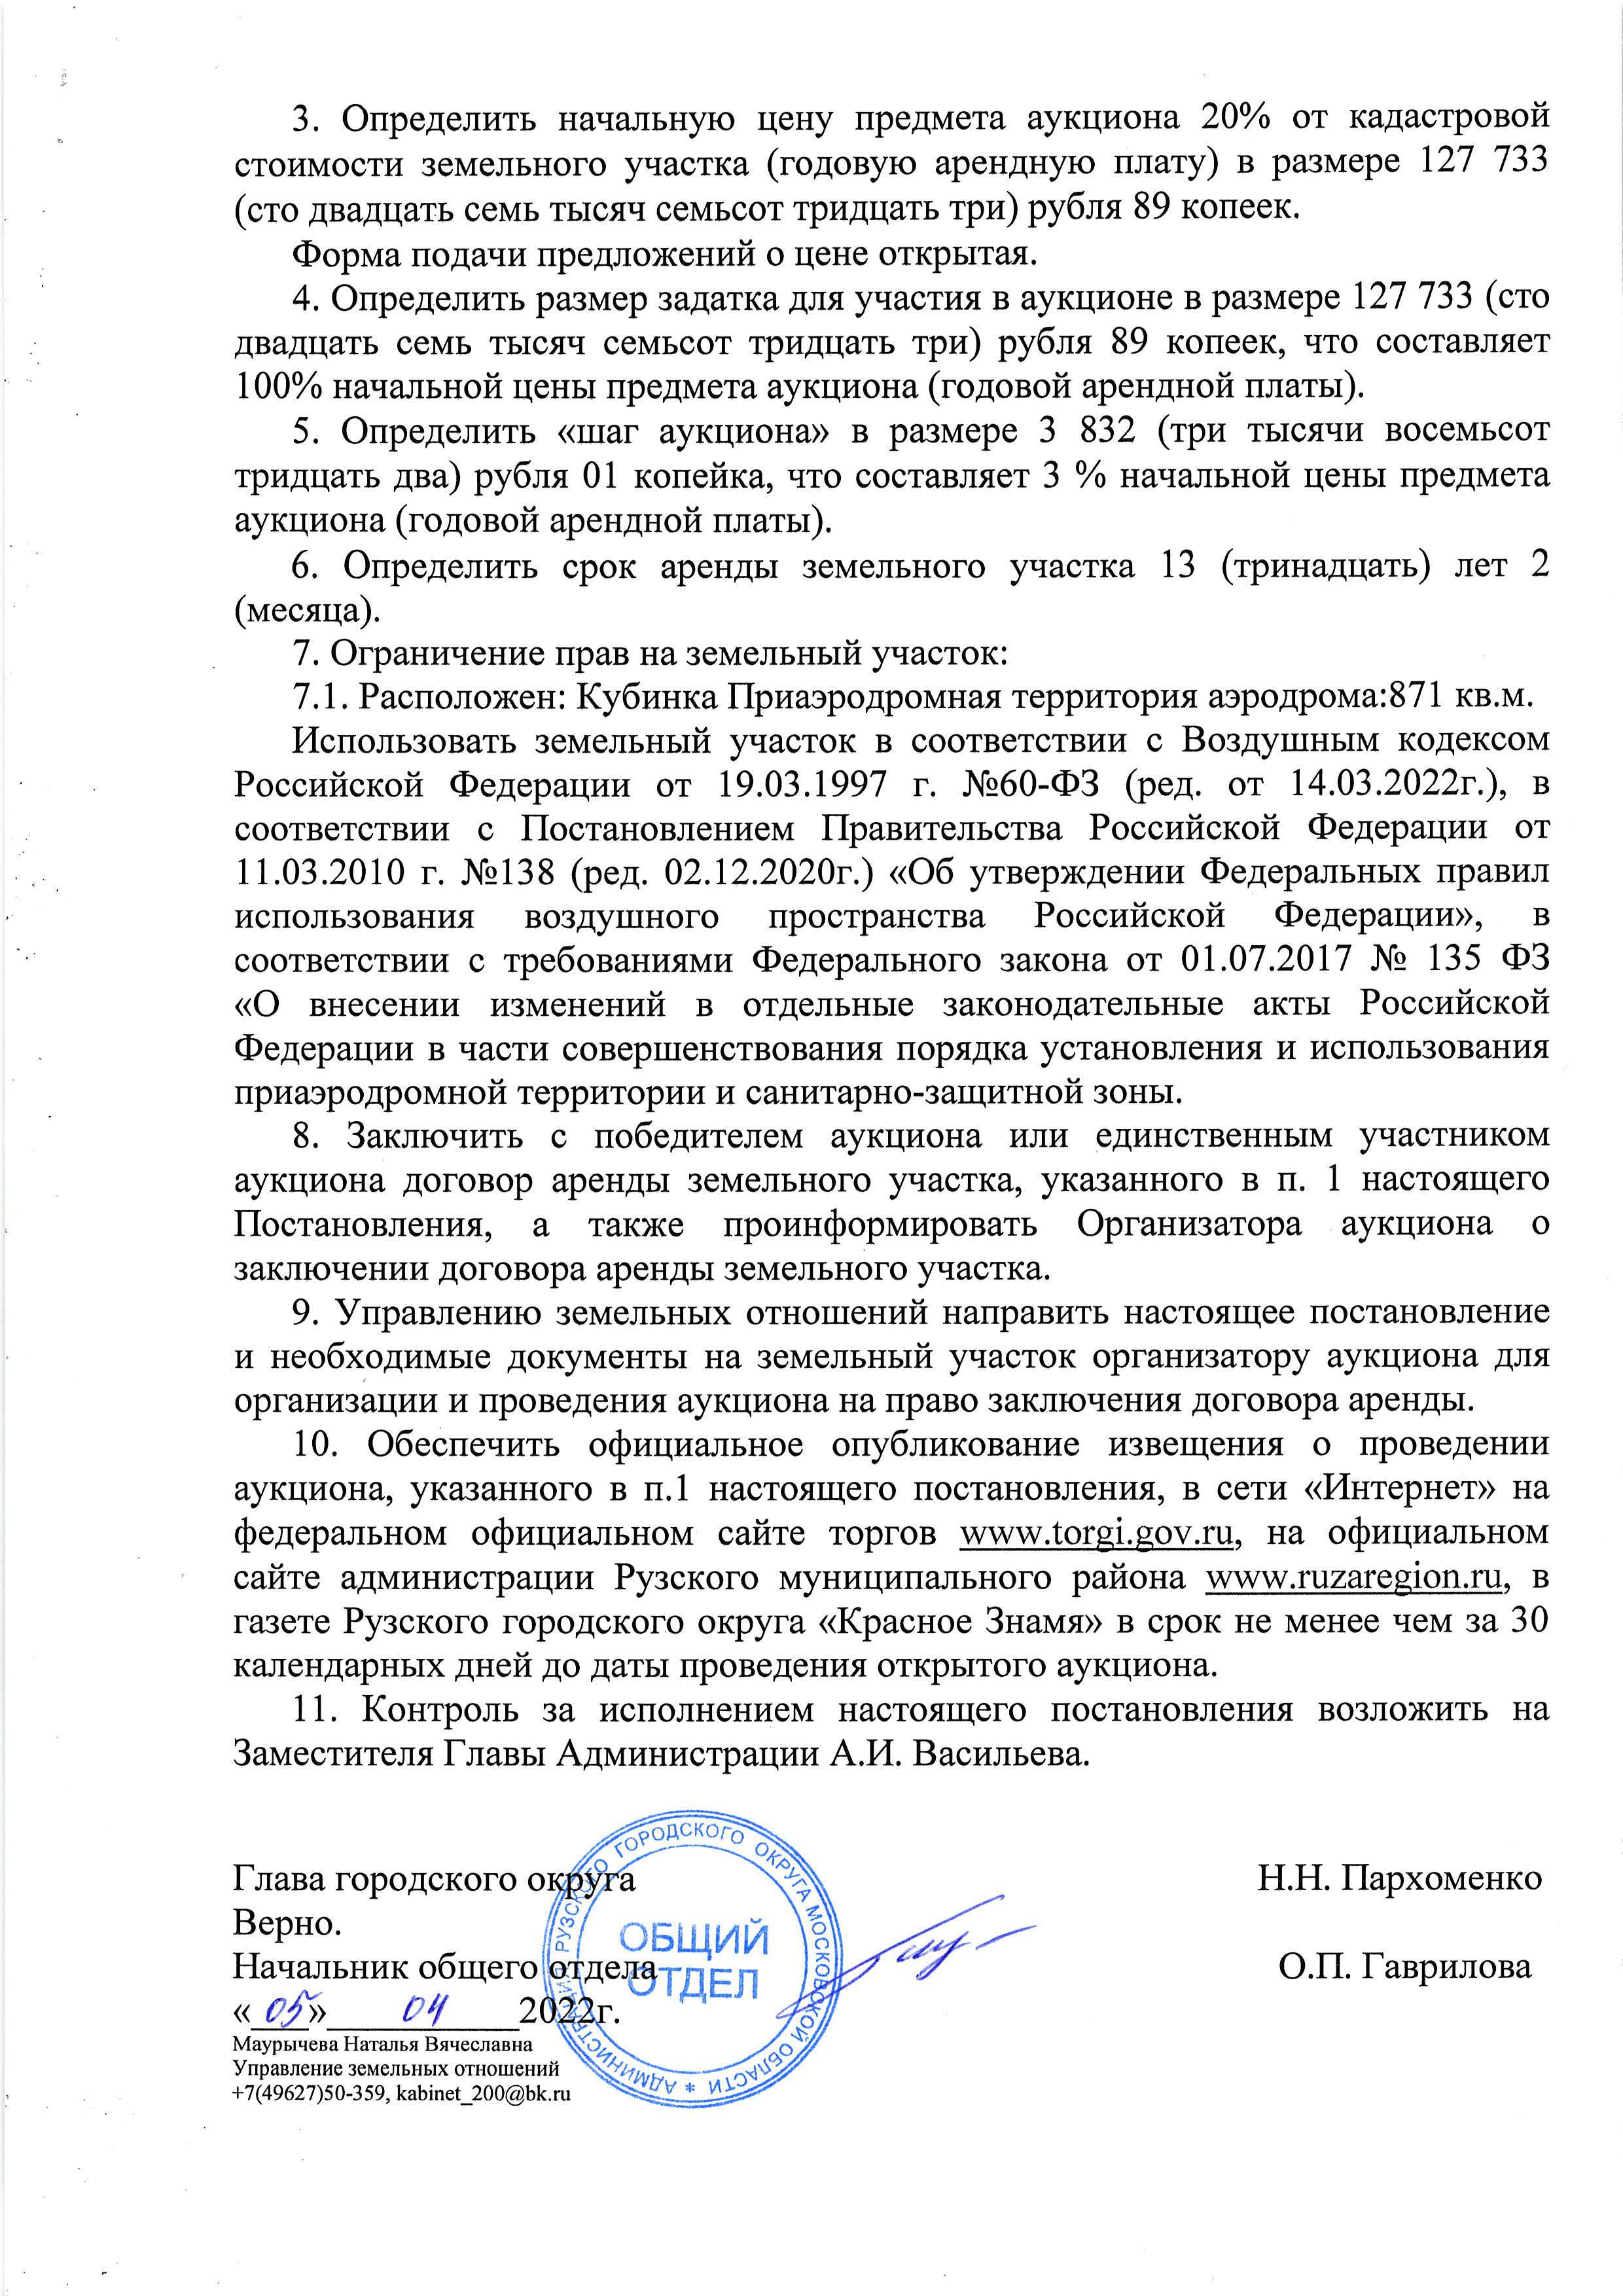 3. Определить начальную цену предмета аукциона 20% от кадастровой
стоимости земельного участка (годовую арендную плату) в размере 127 733
(сто двадцать семь тысяч семьсот тридцать три) рубля 89 копеек.
Форма подачи предложений о цене открытая.
4. Определить размер задатка для участия в аукционе в размере 127 733 (сто
двадцать семь тысяч семьсот тридцать три) рубля 89 копеек, что составляет
100% начальной цены предмета аукциона (годовой арендной платы).
5. Определить «шаг аукциона» в размере 3 832 (три тысячи восемьсот
тридцать два) рубля 01 копейка, что составляет 3 % начальной цены предмета
аукциона (годовой арендной платы).
6. Определить срок аренды земельного участка 13 (тринадцать) лет 2
(месяца).
7. Ограничение прав на земельный участок:
7.1. Расположен: Кубинка Приаэродромная территория аэродрома:871 кв.м.
Использовать земельный участок в соответствии с Воздушным кодексом
Российской Федерации от 19.03.1997 г. №60-ФЗ (ред. от 14.03.2022г.), в
соответствии с Постановлением Правительства Российской Федерации от
11.03.2010 г. №138 (ред. 02.12.2020г.) «Об утверждении Федеральных правил
использования воздушного пространства Российской Федерации», в
соответствии с требованиями Федерального закона от 01.07.2017 № 135 ФЗ
«О внесении изменений в отдельные законодательные акты Российской
Федерации в части совершенствования порядка установления и использования
приаэродромной территории и санитарно-защитной зоны.
8. Заключить с победителем аукциона или единственным участником
аукциона договор аренды земельного участка, указанного в п. 1 настоящего
Постановления, а также проинформировать Организатора аукциона о
заключении договора аренды земельного участка.
9. Управлению земельных отношений направить настоящее постановление
и необходимые документы на земельный участок организатору аукциона для
организации и проведения аукциона на право заключения договора аренды.
10. Обеспечить официальное опубликование извещения о проведении
аукциона, указанного в п.1 настоящего постановления, в сети «Интернет» на
федеральном официальном сайте торгов www.torgi.gov.ru, на официальном
сайте администрации Рузского муниципального района www.ruzaregion.ru, в
газете Рузского городского округа «Красное Знамя» в срок не менее чем за 30
календарных дней до даты проведения открытого аукциона.
11. Контроль за исполнением настоящего постановления возложить на
Заместителя Главы Администрации А.И. Васильева.
Глава городского округа Н.Н. Пархоменко
Верно.
Начальник общего отдела О.П. Гаврилова
«05» 04 2022г.
Маурычева Наталья Вячеславна
Управление земельных отношений
+7(49627)50-359, kabinet_200@bk.ru
АДМИНИСТРАЦИЯ РУЗСКОГО ГОРОДСКОГО ОКРУГА МОСКОВСКОЙ ОБЛАСТИ *
ОБЩИЙ
ОТДЕЛ